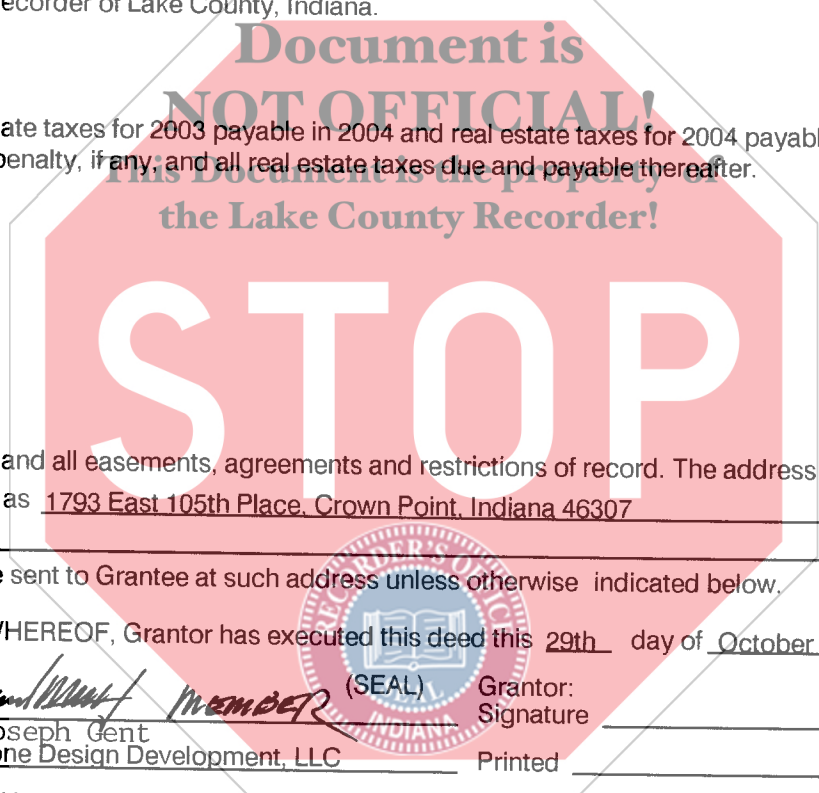 ecorder of Lake County, Indiana.
Document is
NOT OFFICIAL!
ate taxes for 2003 payable in 2004 and real estate taxes for 2004 payabl
penalty, if any, and all real estate taxes due and payable thereafter.
This Document is the property of
the Lake County Recorder!
STOP
and all easements, agreements and restrictions of record. The address
as 1793 East 105th Place, Crown Point, Indiana 46307
e sent to Grantee at such address unless otherwise indicated below.
WHEREOF, Grantor has executed this deed this 29th day of October
RECORDER'S OFFICE
SEAL
INDIANA
MEMBER (SEAL) Grantor:
Signature
oseph Gent
one Design Development, LLC Printed